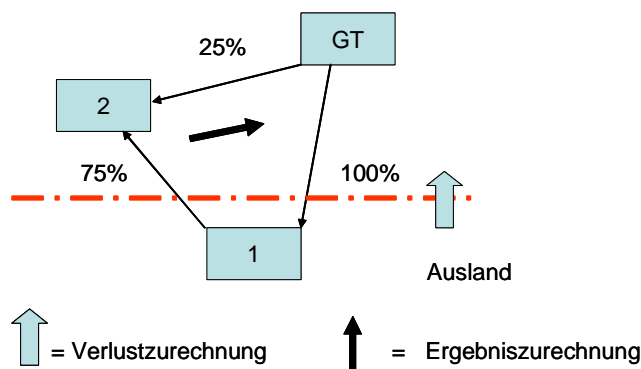 GT
25%
2
75%
100%
1
Ausland
= Verlustzurechnung
= Ergebniszurechnung